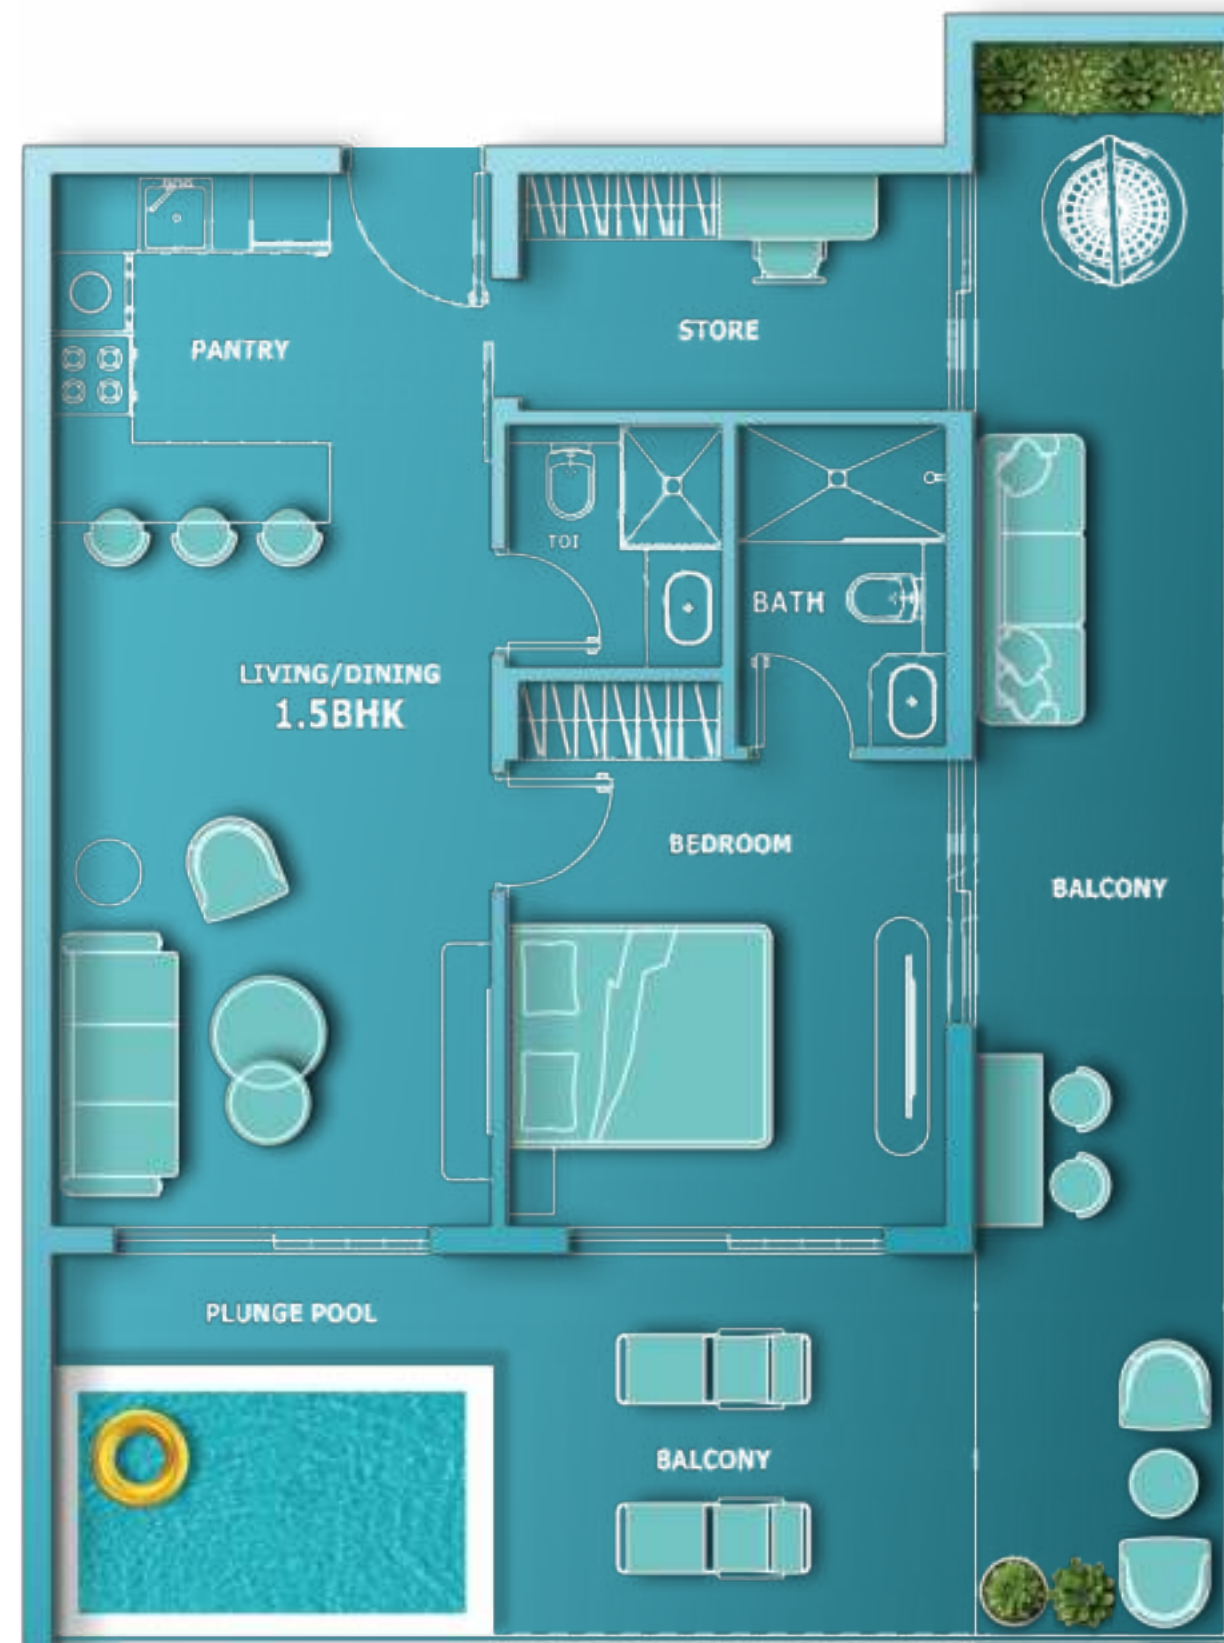 PANTRY
STORE
TOI
BATH
LIVING/DINING
1.5BHK
BEDROOM
BALCONY
PLUNGE POOL
BALCONY